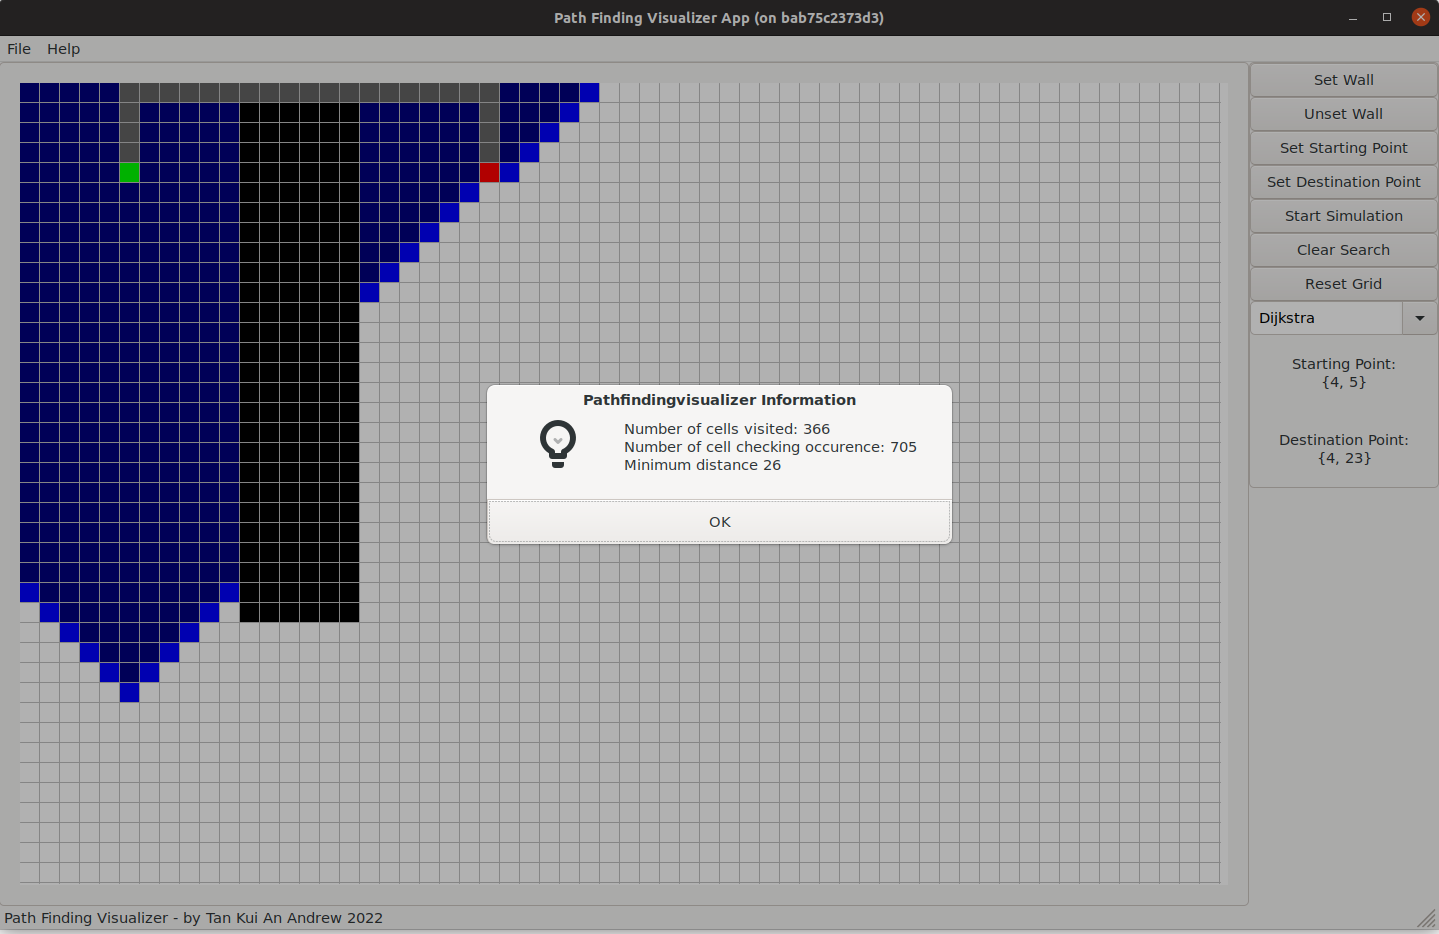 Path Finding Visualizer App (on bab75c2373d3)
File Help
Set Wall
Unset Wall
Set Starting Point
Set Destination Point
Start Simulation
Clear Search
Reset Grid
Dijkstra
Starting Point:
{4, 5}
Destination Point:
{4, 23}
Pathfindingvisualizer Information
Number of cells visited: 366
Number of cell checking occurence: 705
Minimum distance 26
OK
Path Finding Visualizer - by Tan Kui An Andrew 2022